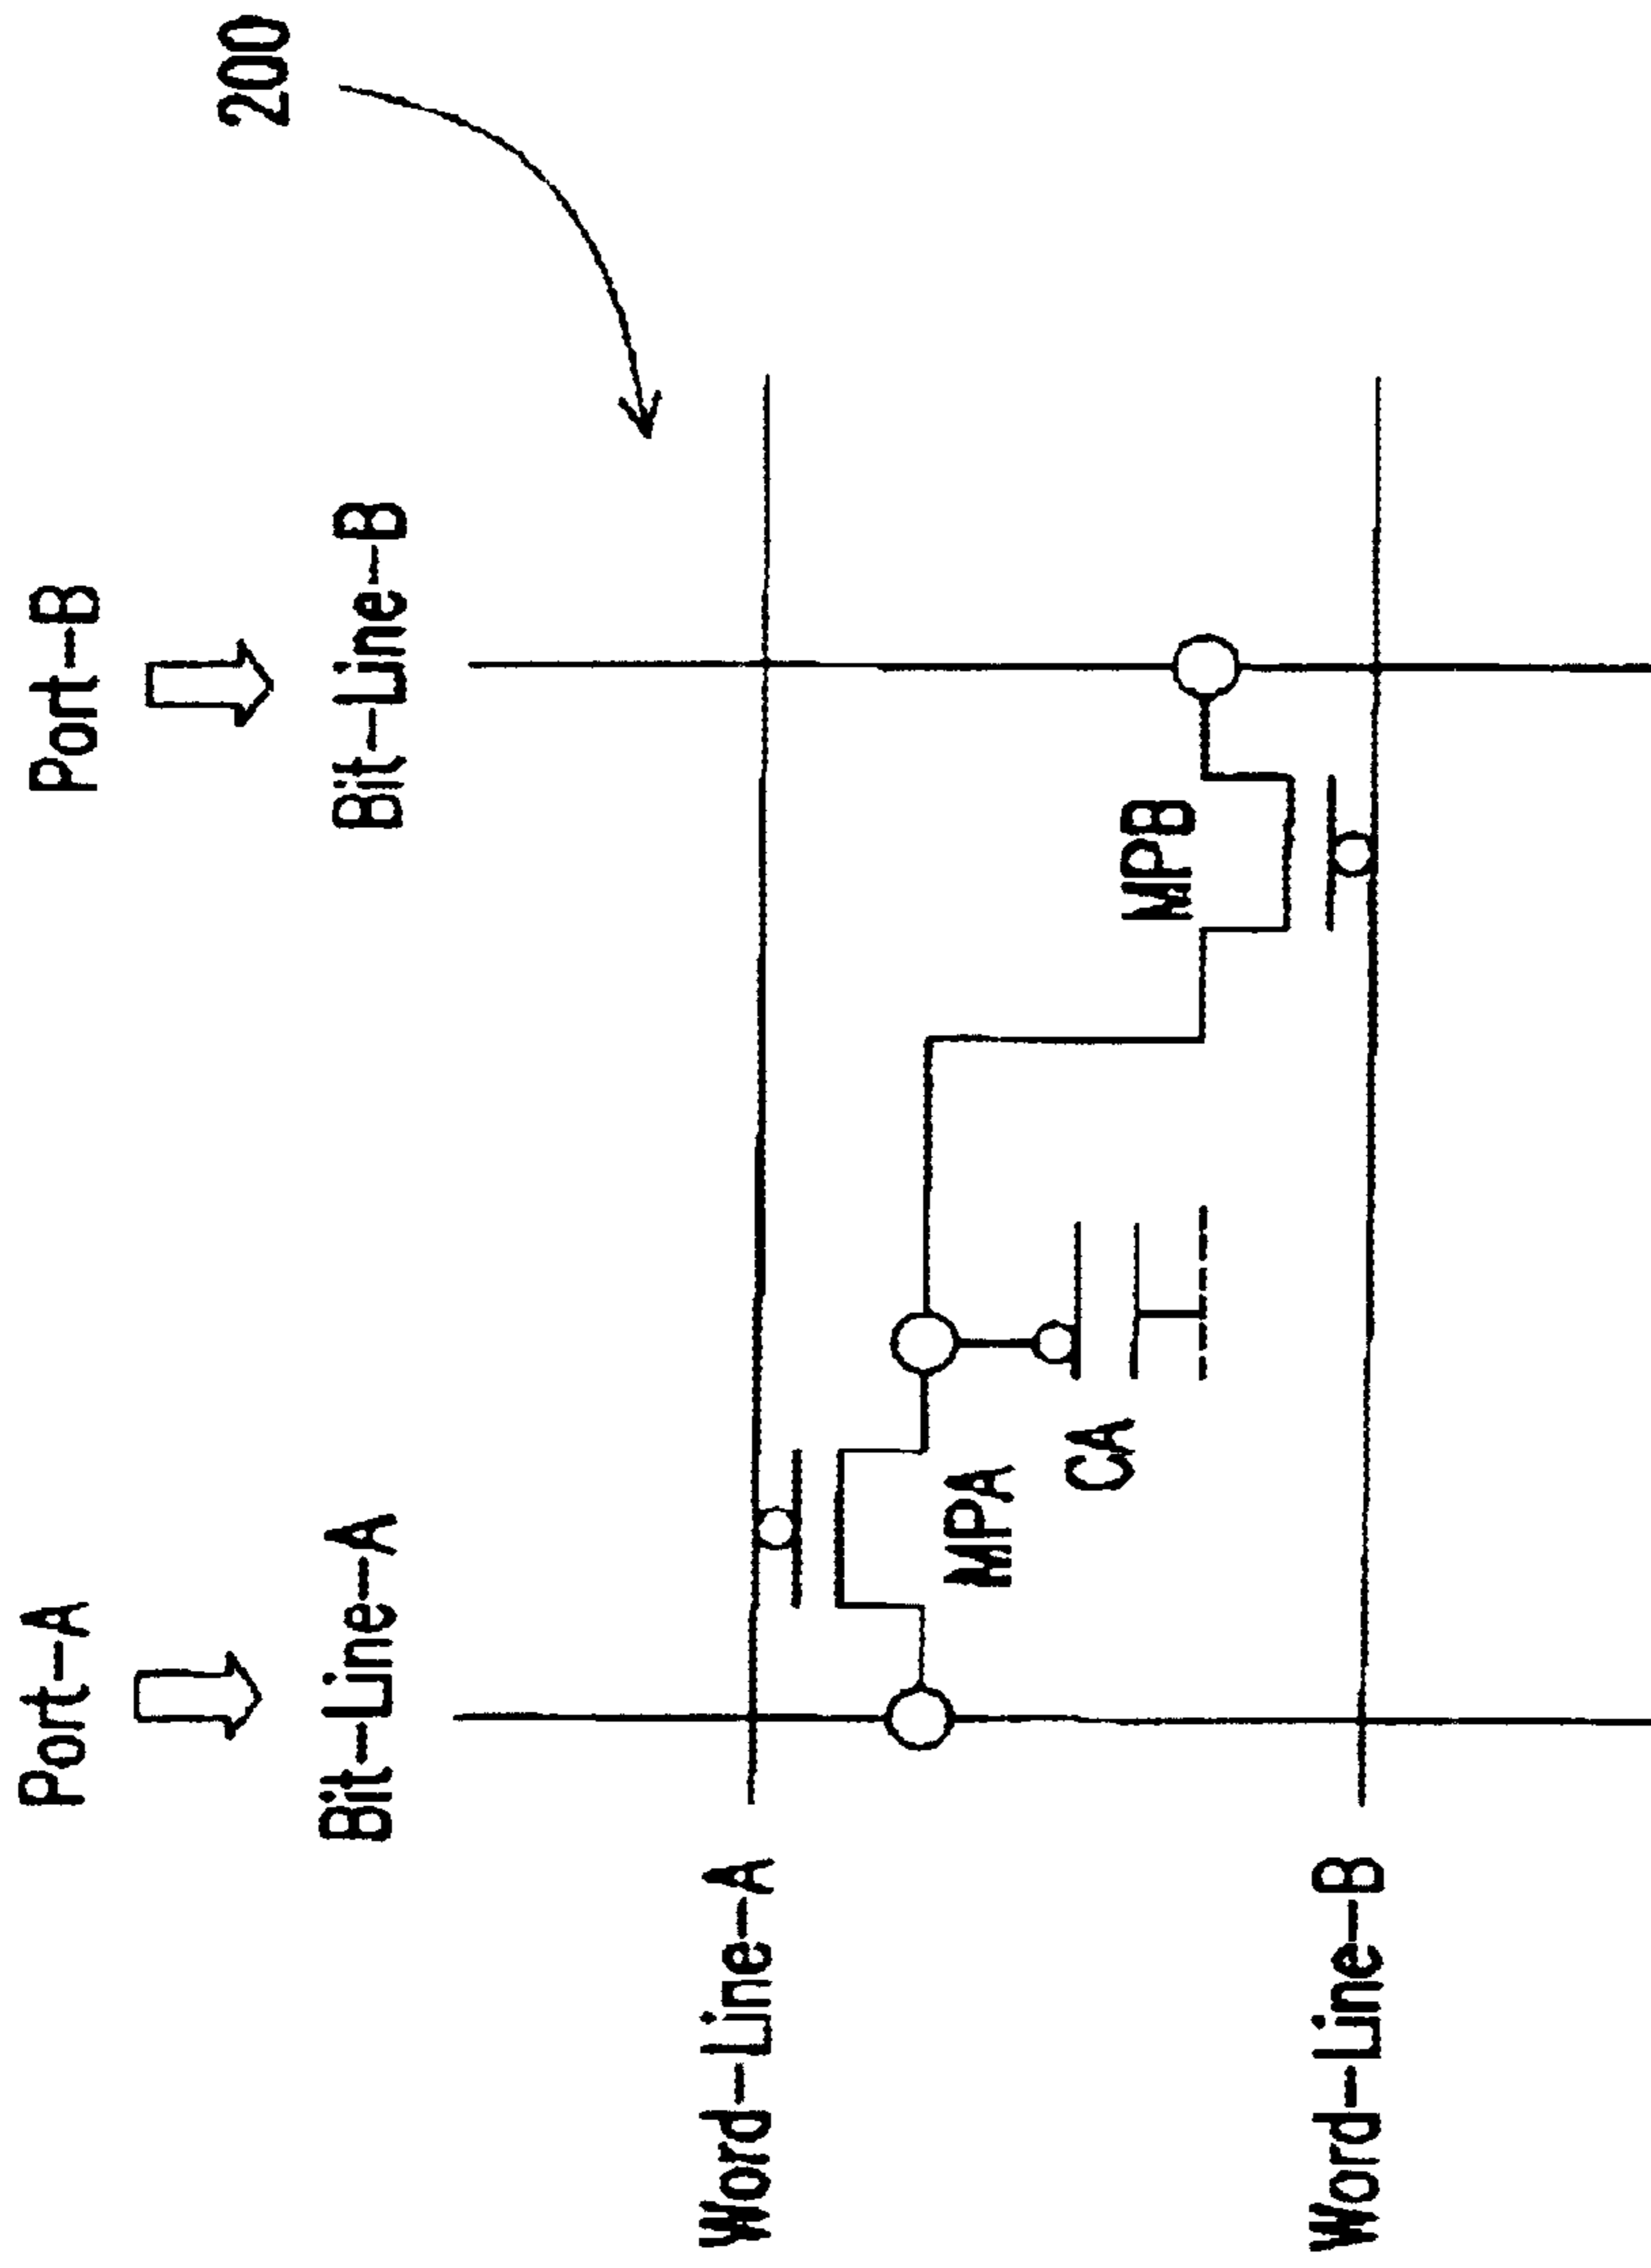 200
Port-A
Port-B
Bit-Line-A
Bit-Line-B
Word-Line-A
MPA
CA
MPB
Word-Line-B